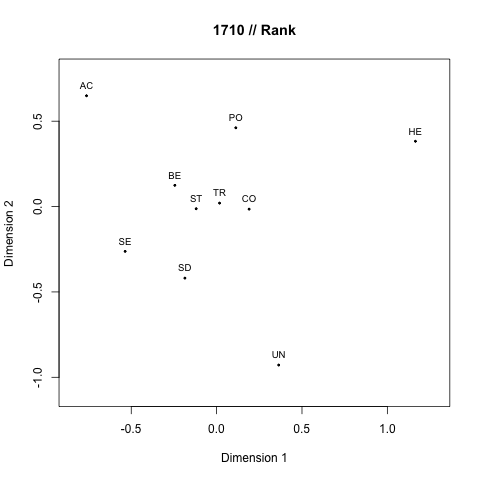 1710 // Rank
AC
PO
HE
BE
ST
TR
CO
SE
SD
UN
Dimension 2
0.5
0.0
-0.5
-1.0
-0.5
0.0
0.5
1.0
Dimension 1